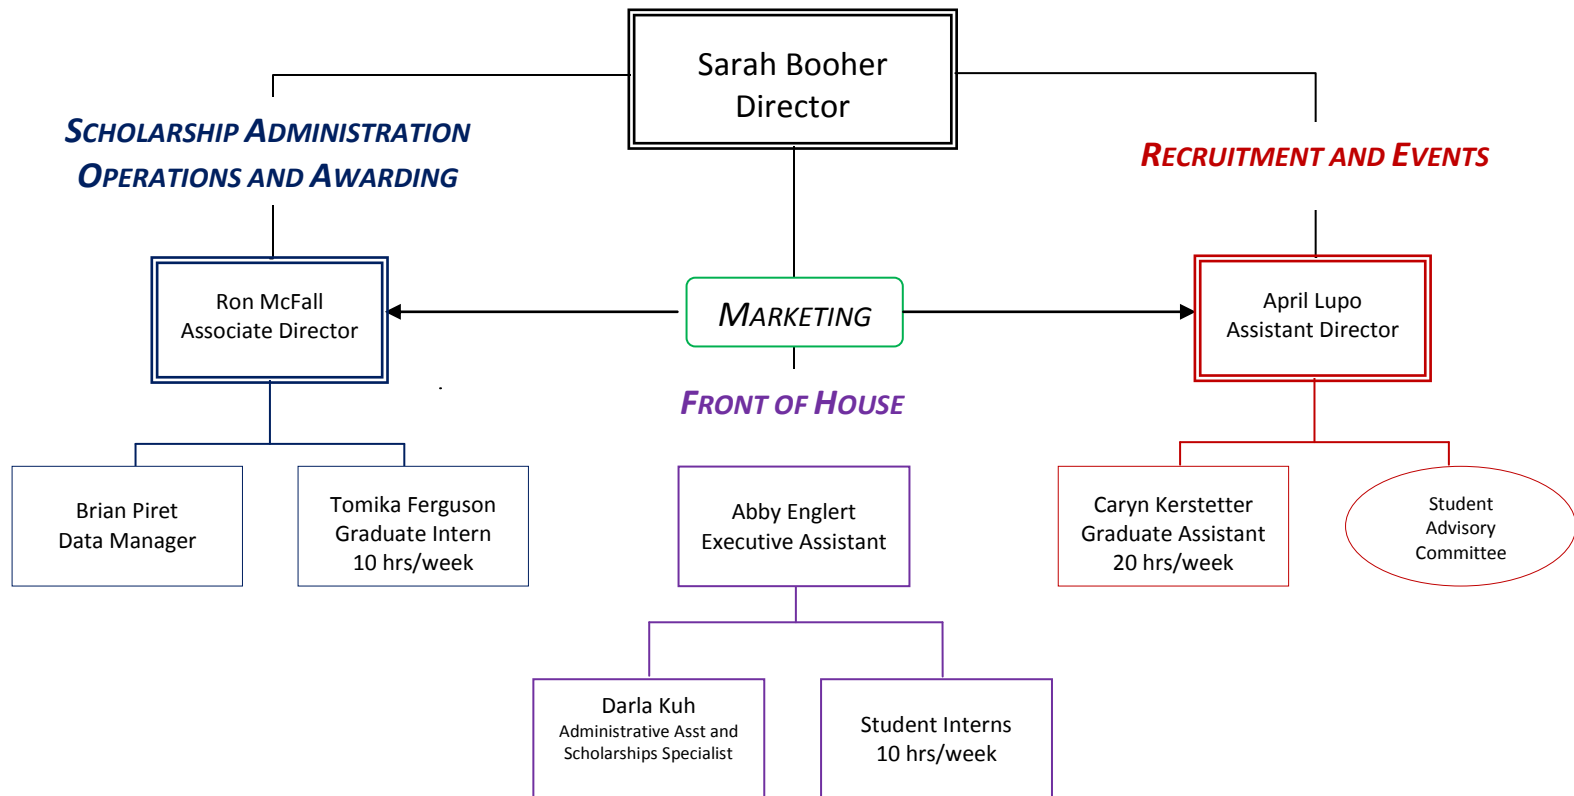 Sarah Booher
Director
SCHOLARSHIP ADMINISTRATION
OPERATIONS AND AWARDING
RECRUITMENT AND EVENTS
Ron McFall
Associate Director
MARKETING
April Lupo
Assistant Director
FRONT OF HOUSE
Brian Piret
Data Manager
Tomika Ferguson
Graduate Intern
10 hrs/week
Abby Englert
Executive Assistant
Caryn Kerstetter
Graduate Assistant
20 hrs/week
Student
Advisory
Committee
Darla Kuh
Administrative Asst and
Scholarships Specialist
Student Interns
10 hrs/week